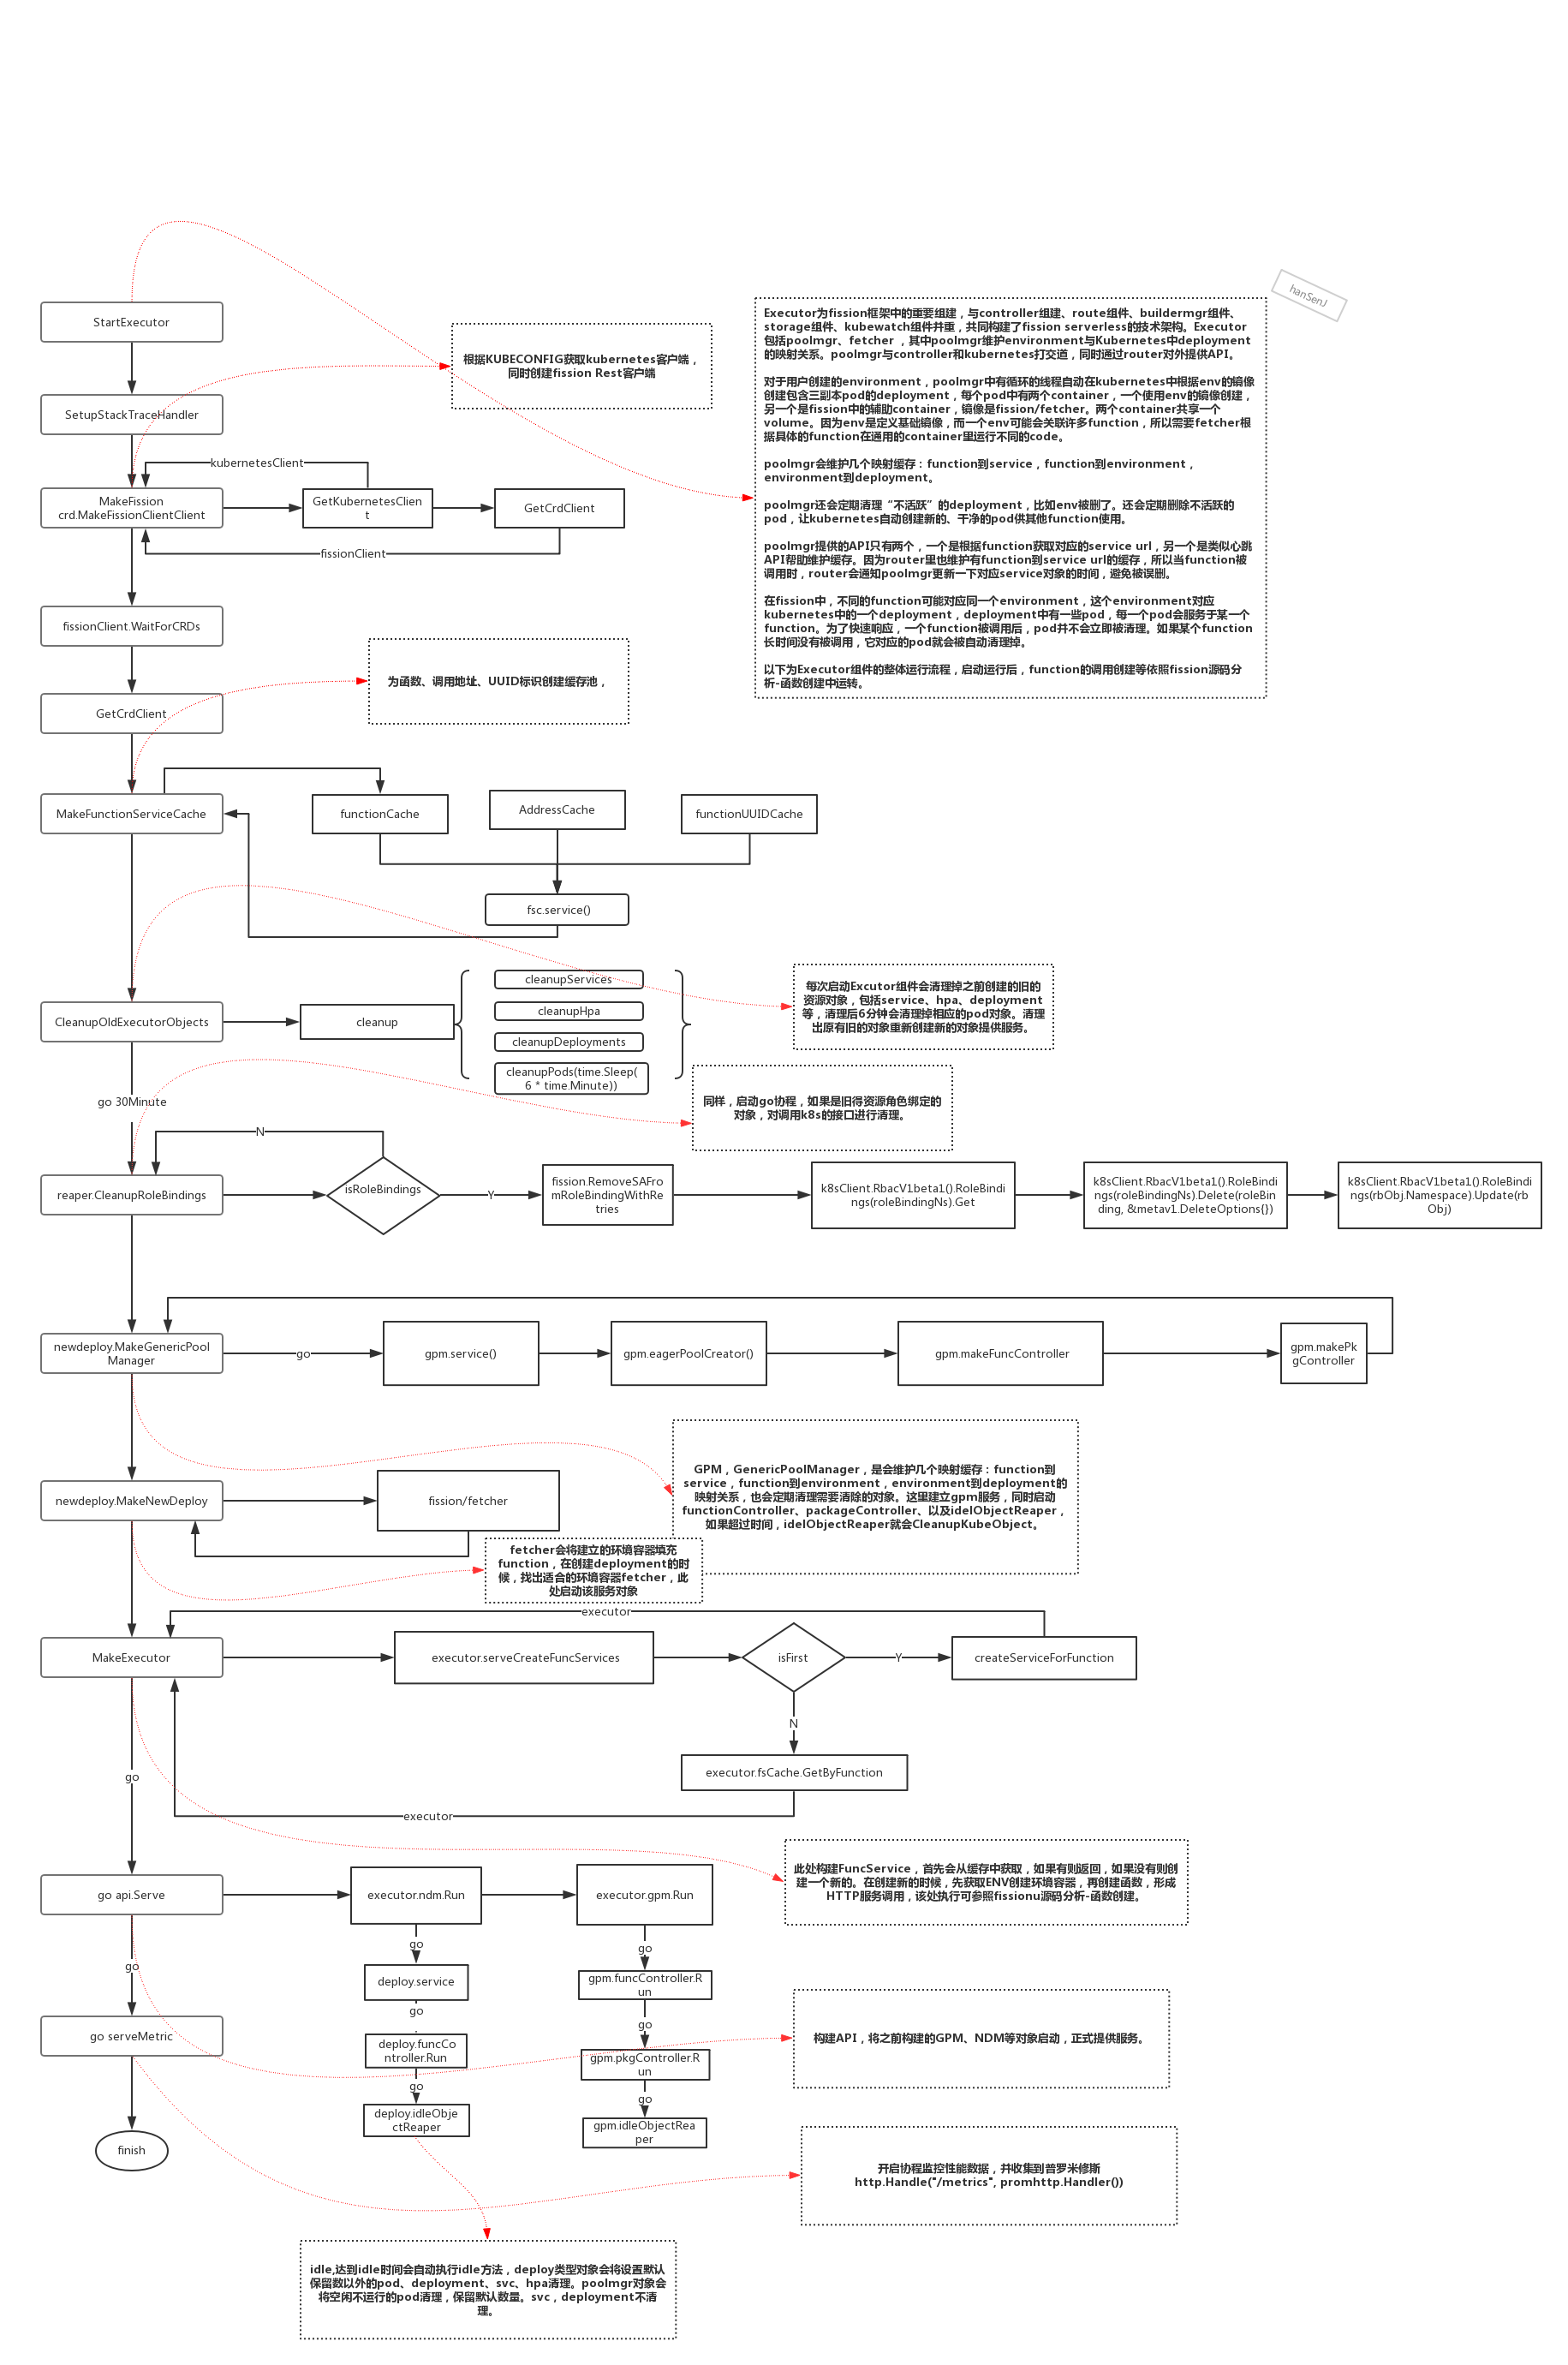 hanSenJ
StartExecutor
Executor为fission框架中的重要组建，与controller组建、route组件、buildermgr组件、
storage组件、kubewatch组件并重，共同构建了fission serverless的技术架构。Executor
包括poolmgr、fetcher ，其中poolmgr维护environment与Kubernetes中deployment
的映射关系。poolmgr与controller和kubernetes打交道，同时通过router对外提供API。
对于用户创建的environment，poolmgr中有循环的线程自动在kubernetes中根据env的镜像
创建包含三副本pod的deployment，每个pod中有两个container，一个使用env的镜像创建，
另一个是fission中的辅助container，镜像是fission/fetcher。两个container共享一个
volume。因为env是定义基础镜像，而一个env可能会关联许多function，所以需要fetcher根
据具体的function在通用的container里运行不同的code。
poolmgr会维护几个映射缓存：function到service，function到environment，
environment到deployment。
poolmgr还会定期清理“不活跃”的deployment，比如env被删了。还会定期删除不活跃的
pod，让kubernetes自动创建新的、干净的pod供其他function使用。
poolmgr提供的API只有两个，一个是根据function获取对应的service url，另一个是类似心跳
API帮助维护缓存。因为router里也维护有function到service url的缓存，所以当function被
调用时，router会通知poolmgr更新一下对应service对象的时间，避免被误删。
在fission中，不同的function可能对应同一个environment，这个environment对应
kubernetes中的一个deployment，deployment中有一些pod，每一个pod会服务于某一个
function。为了快速响应，一个function被调用后，pod并不会立即被清理。如果某个function
长时间没有被调用，它对应的pod就会被自动清理掉。
以下为Executor组件的整体运行流程，启动运行后，function的调用创建等依照fission源码分
析-函数创建中运转。
根据KUBECONFIG获取kubernetes客户端，
同时创建fission Rest客户端
SetupStackTraceHandler
kubernetesClient
MakeFission
crd.MakeFissionClientClient
GetKubernetesClien
t
GetCrdClient
fissionClient
fissionClient.WaitForCRDs
为函数、调用地址、UUID标识创建缓存池，
GetCrdClient
MakeFunctionServiceCache
functionCache
AddressCache
functionUUIDCache
fsc.service()
CleanupOldExecutorObjects
cleanup
cleanupServices
cleanupHpa
cleanupDeployments
cleanupPods(time.Sleep(
6 * time.Minute))
每次启动Excutor组件会清理掉之前创建的旧的
资源对象，包括service、hpa、deployment
等，清理后6分钟会清理掉相应的pod对象。清理
出原有旧的对象重新创建新的对象提供服务。
go 30Minute
同样，启动go协程，如果是旧得资源角色绑定的
对象，对调用k8s的接口进行清理。
N
reaper.CleanupRoleBindings
isRoleBindings
Y
fission.RemoveSAFro
mRoleBindingWithRe
tries
k8sClient.RbacV1beta1().RoleBindi
ngs(roleBindingNs).Get
k8sClient.RbacV1beta1().RoleBindi
ngs(roleBindingNs).Delete(roleBin
ding, &metav1.DeleteOptions{})
k8sClient.RbacV1beta1().RoleBindi
ngs(rbObj.Namespace).Update(rb
Obj)
newdeploy.MakeGenericPool
Manager
go
gpm.service()
gpm.eagerPoolCreator()
gpm.makeFuncController
gpm.makePk
gController
GPM，GenericPoolManager，是会维护几个映射缓存：function到
service，function到environment，environment到deployment的
映射关系，也会定期清理需要清除的对象。这里建立gpm服务，同时启动
functionController、packageController、以及idelObjectReaper，
如果超过时间，idelObjectReaper就会CleanupKubeObject。
newdeploy.MakeNewDeploy
fission/fetcher
fetcher会将建立的环境容器填充
function，在创建deployment的时
候，找出适合的环境容器fetcher，此
处启动该服务对象
executor
MakeExecutor
executor.serveCreateFuncServices
isFirst
Y
createServiceForFunction
N
executor.fsCache.GetByFunction
go
executor
此处构建FuncService，首先会从缓存中获取，如果有则返回，如果没有则创
建一个新的。在创建新的时候，先获取ENV创建环境容器，再创建函数，形成
HTTP服务调用，该处执行可参照fissionu源码分析-函数创建。
go api.Serve
executor.ndm.Run
executor.gpm.Run
go
go
go
deploy.service
gpm.funcController.R
un
go
go
go serveMetric
deploy.funcCo
ntroller.Run
gpm.pkgController.R
un
构建API，将之前构建的GPM、NDM等对象启动，正式提供服务。
go
go
deploy.idleObje
ctReaper
gpm.idleObjectRea
per
finish
开启协程监控性能数据，并收集到普罗米修斯
http.Handle("/metrics", promhttp.Handler())
idle,达到idle时间会自动执行idle方法，deploy类型对象会将设置默认
保留数以外的pod、deployment、svc、hpa清理。poolmgr对象会
将空闲不运行的pod清理，保留默认数量。svc，deployment不清
理。